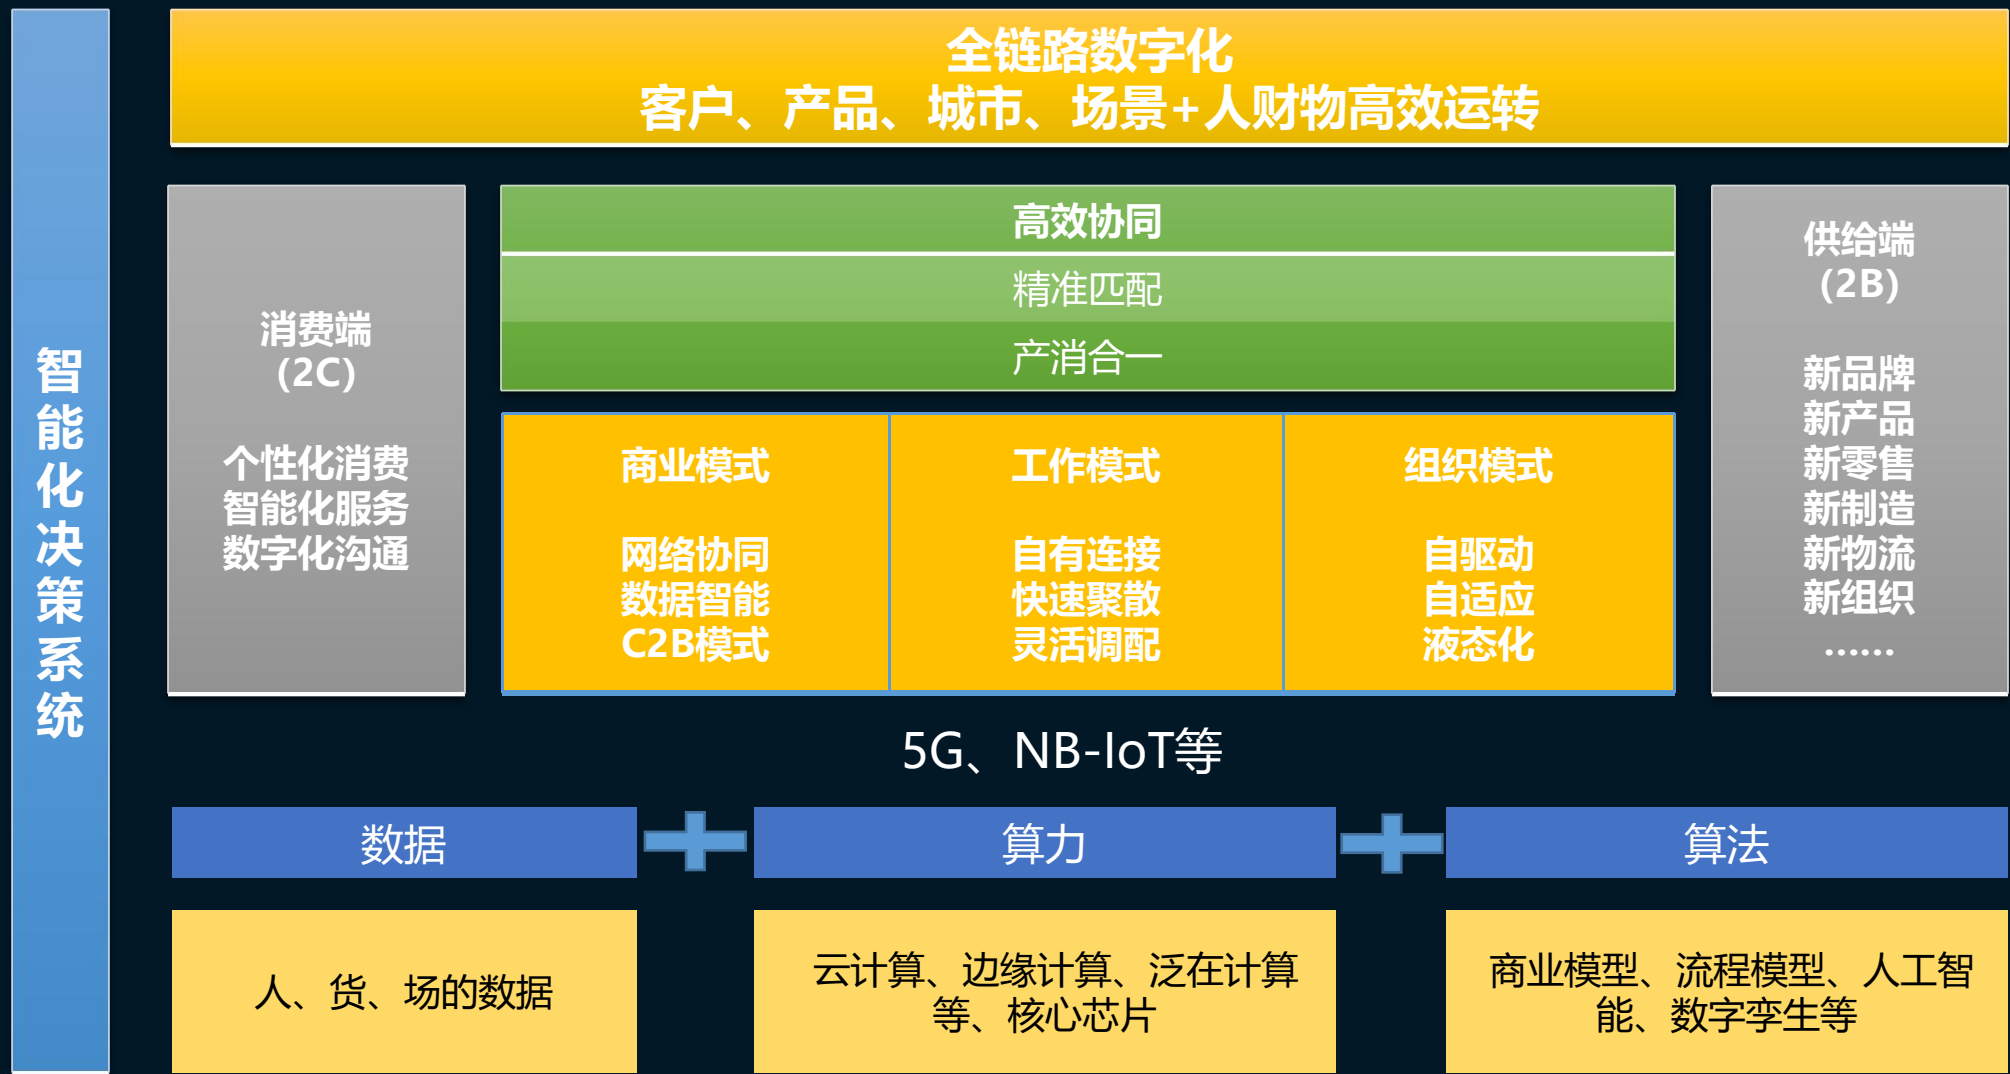 智能化决策系统
全链路数字化
客户、产品、城市、场景+人财物高效运转
消费端
(2C)
个性化消费
智能化服务
数字化沟通
高效协同
精准匹配
产消合一
商业模式
网络协同
数据智能
C2B模式
工作模式
自有连接
快速聚散
灵活调配
组织模式
自驱动
自适应
液态化
供给端
(2B)
新品牌
新产品
新零售
新制造
新物流
新组织
……
5G、NB-IoT等
数据
算力
算法
人、货、场的数据
云计算、边缘计算、泛在计算
等、核心芯片
商业模型、流程模型、人工智
能、数字孪生等